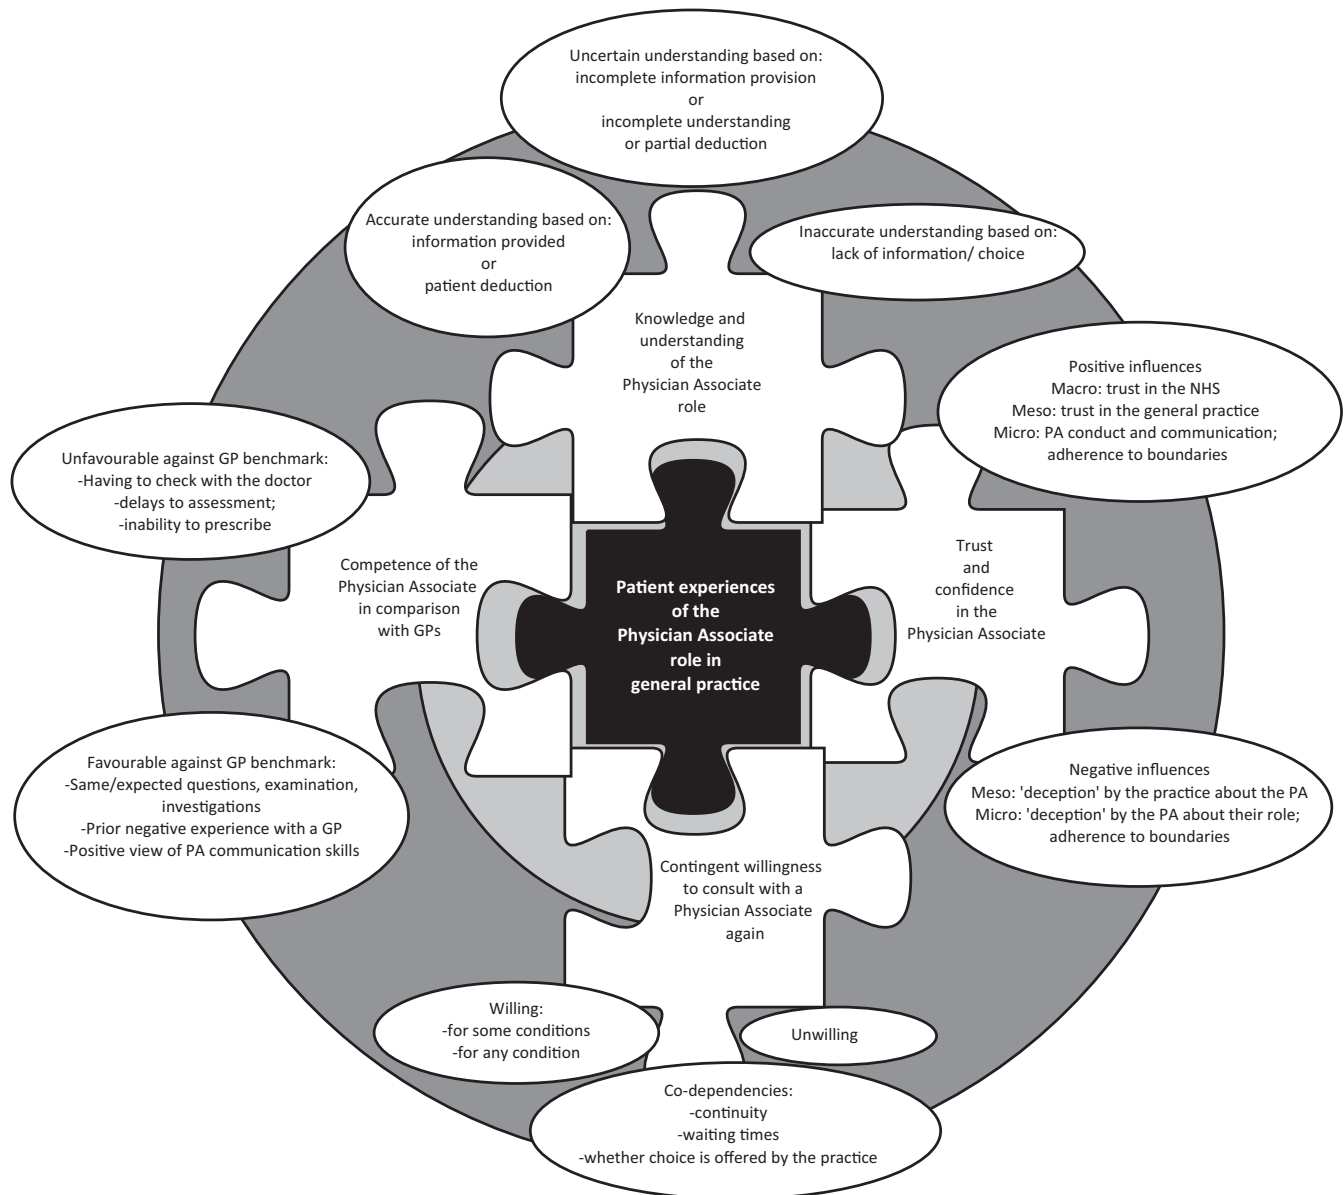 Uncertain understanding based on:
incomplete information provision
or
incomplete understanding
or partial deduction
Accurate understanding based on:
information provided
or
patient deduction
Inaccurate understanding based on:
lack of information/ choice
Knowledge and
understanding
of the
Physician Associate
role
Positive influences
Macro: trust in the NHS
Meso: trust in the general practice
Micro: PA conduct and communication;
adherence to boundaries
Unfavourable against GP benchmark:
-Having to check with the doctor
-delays to assessment;
-inability to prescribe
Competence of the
Physician Associate
in comparison
with GPs
Patient experiences
of the
Physician Associate
role in
general practice
Trust
and
confidence
in the
Physician Associate
Favourable against GP benchmark:
-Same/expected questions, examination,
investigations
-Prior negative experience with a GP
-Positive view of PA communication skills
Negative influences
Meso: 'deception' by the practice about the PA
Micro: 'deception' by the PA about their role;
adherence to boundaries
Contingent willingness
to consult with a
Physician Associate
again
Willing:
-for some conditions
-for any condition
Unwilling
Co-dependencies:
-continuity
-waiting times
-whether choice is offered by the practice